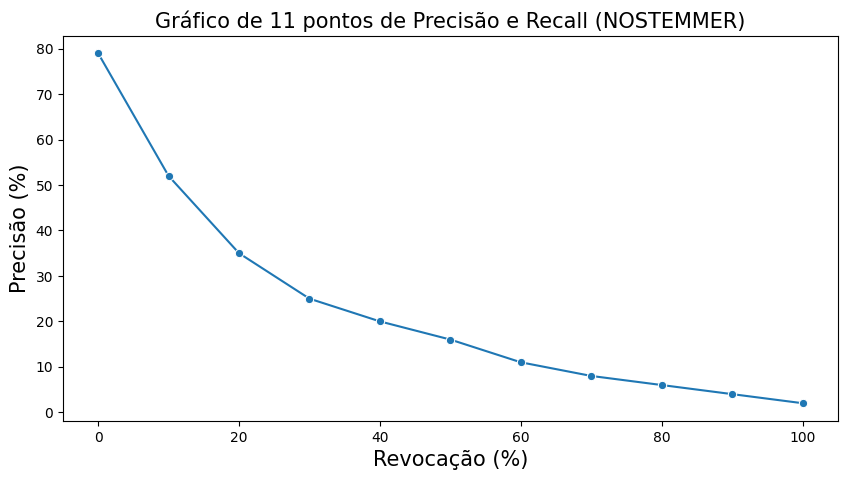 Gráfico de 11 pontos de Precisão e Recall (NOSTEMMER)
Precisão (%)
80
70
60
50
40
30
20
10
0
0 20 40 60 80 100
Revocação (%)